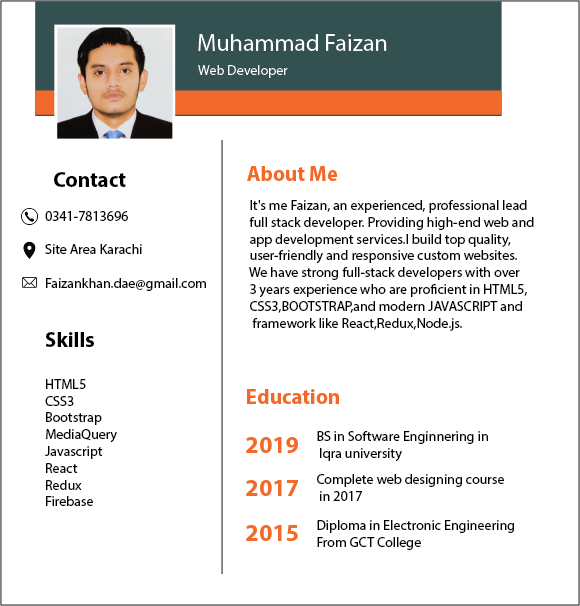 Muhammad Faizan
Web Developer
Contact
0341-7813696
Site Area Karachi
Faizankhan.dae@gmail.com
Skills
HTML5
CSS3
Bootstrap
MediaQuery
Javascript
React
Redux
Firebase
About Me
It's me Faizan, an experienced, professional lead
full stack developer. Providing high-end web and
app development services.I build top quality,
user-friendly and responsive custom websites.
We have strong full-stack developers with over
3 years experience who are proficient in HTML5,
CSS3,BOOTSTRAP,and modern JAVASCRIPT and
framework like React,Redux,Node.js.
Education
2019 BS in Software Enginnering in
Iqra university
2017 Complete web designing course
in 2017
2015 Diploma in Electronic Engineering
From GCT College